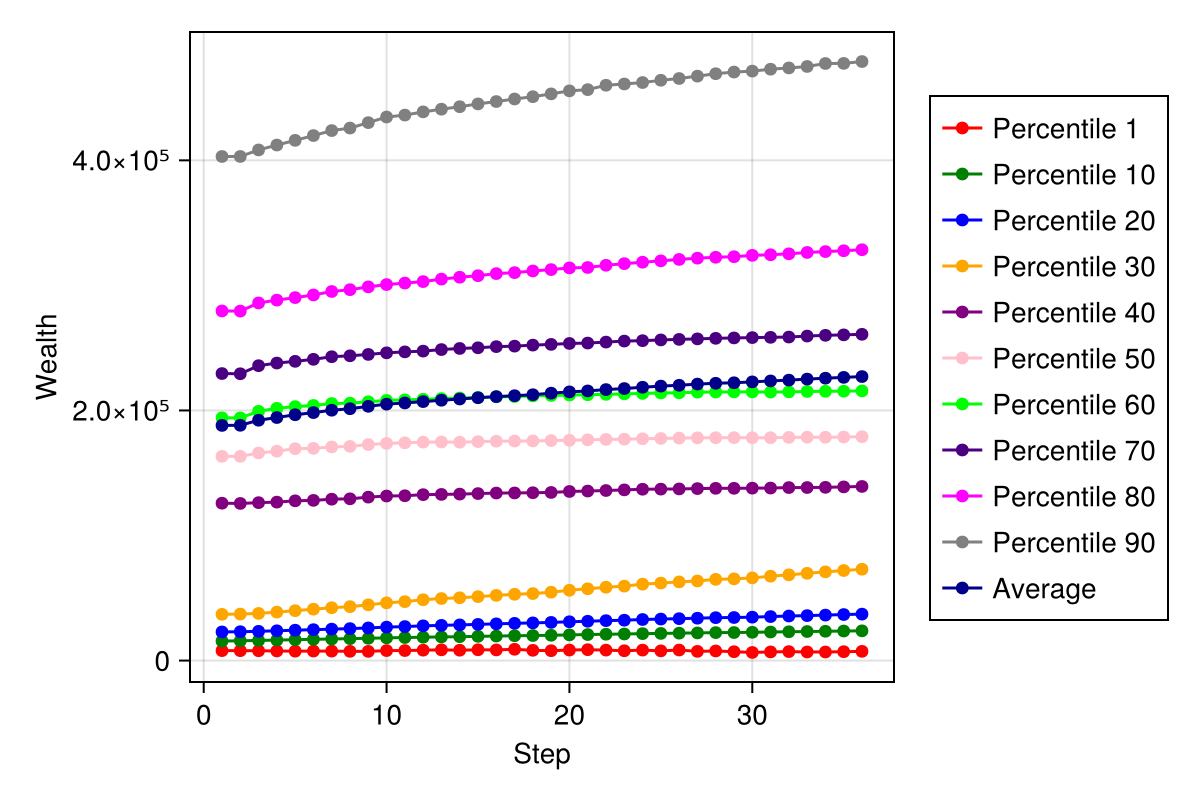 Wealth
4.0×10⁵
2.0×10⁵
0
0 10 20 30
Step
Percentile 1
Percentile 10
Percentile 20
Percentile 30
Percentile 40
Percentile 50
Percentile 60
Percentile 70
Percentile 80
Percentile 90
Average